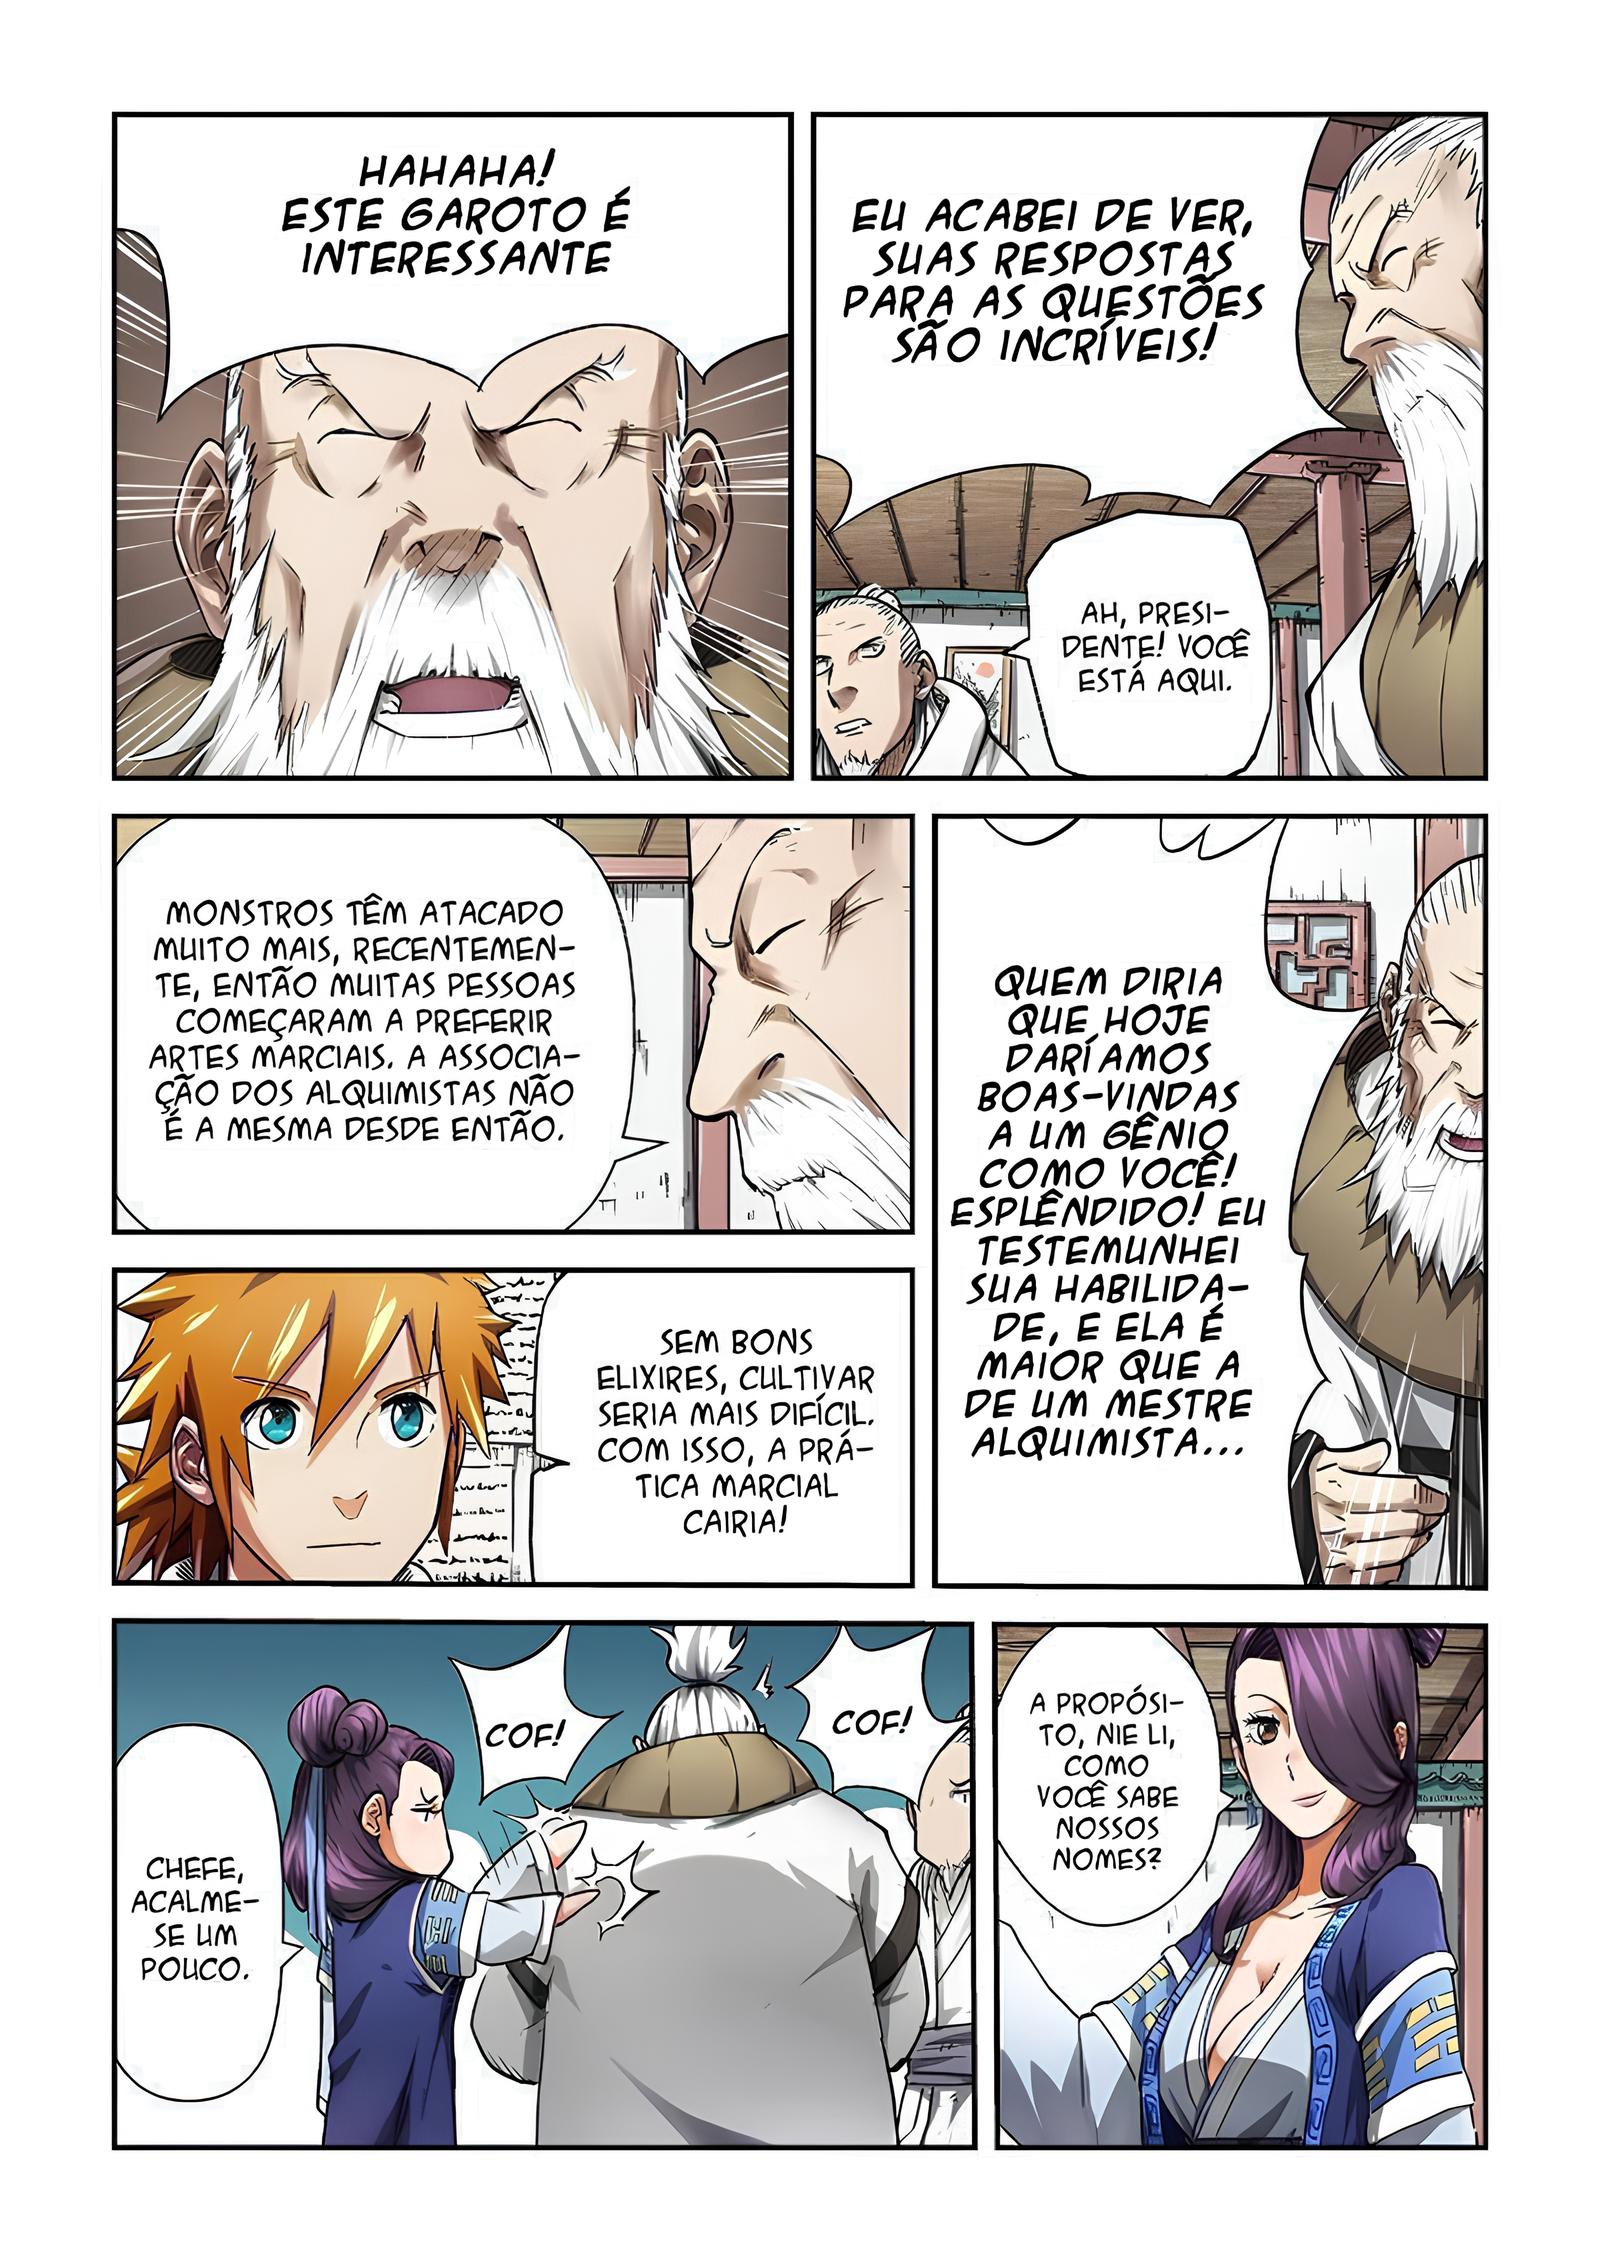 HAHAHA!
ESTE GAROTO É
INTERESSANTE
EU ACABEI DE VER,
SUAS RESPOSTAS
PARA AS QUESTÕES
SÃO INCRÍVEIS!
AH, PRESI-
DENTE! VOCÊ
ESTÁ AQUI.
MONSTROS TÊM ATACADO
MUITO MAIS, RECENTEMEN-
TE, ENTÃO MUITAS PESSOAS
COMEÇARAM A PREFERIR
ARTES MARCIAIS. A ASSOCIA-
ÇÃO DOS ALQUIMISTAS NÃO
É A MESMA DESDE ENTÃO.
SEM BONS
ELIXIRES, CULTIVAR
SERIA MAIS DIFÍCIL.
COM ISSO, A PRÁ-
TICA MARCIAL
CAIRIA!
QUEM DIRIA
QUE HOJE
DARÍAMOS
BOAS-VINDAS
A UM GÊNIO
COMO VOCÊ!
ESPLÊNDIDO! EU
TESTEMUNHEI
SUA HABILIDA-
DE, E ELA É
MAIOR QUE A
DE UM MESTRE
ALQUIMISTA...
CHEFE,
ACALME-
SE UM
POUCO.
COF!
COF!
A PROPÓSI-
TO, NIE LI,
COMO
VOCÊ SABE
NOSSOS
NOMES?